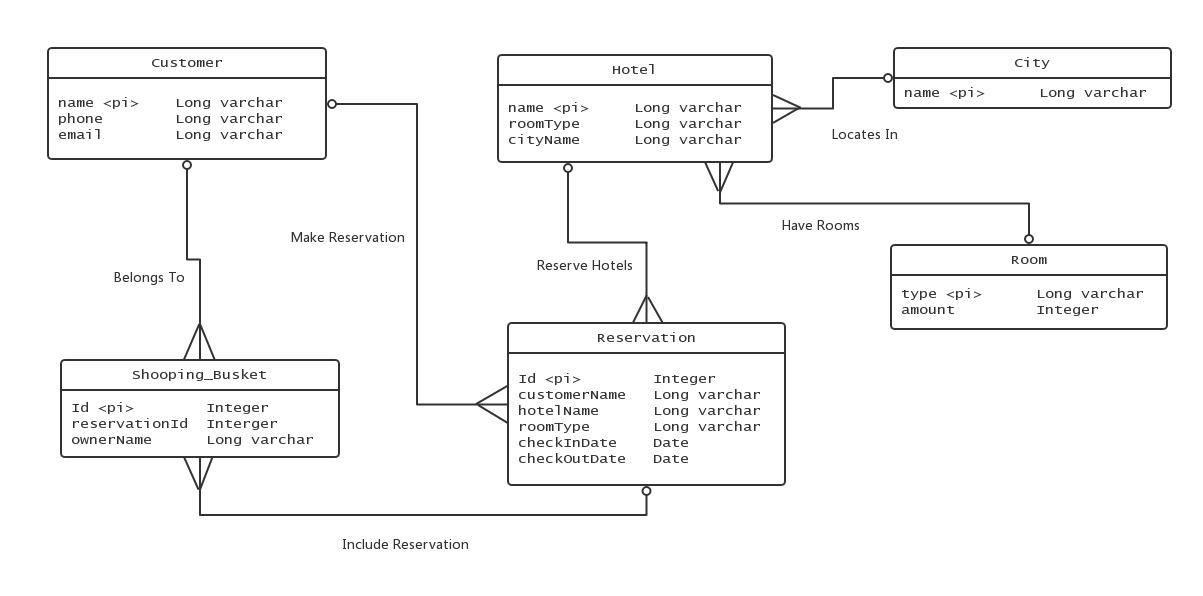 Customer
name <pi> Long varchar
phone Long varchar
email Long varchar
Hotel
name <pi> Long varchar
roomType Long varchar
cityName Long varchar
City
name <pi> Long varchar
Locates In
Have Rooms
Make Reservation
Reserve Hotels
Belongs To
Room
type <pi> Long varchar
amount Integer
Shooping_Busket
Id <pi> Integer
reservationId Interger
ownerName Long varchar
Reservation
Id <pi> Integer
customerName Long varchar
hotelName Long varchar
roomType Long varchar
checkInDate Date
checkOutDate Date
Include Reservation